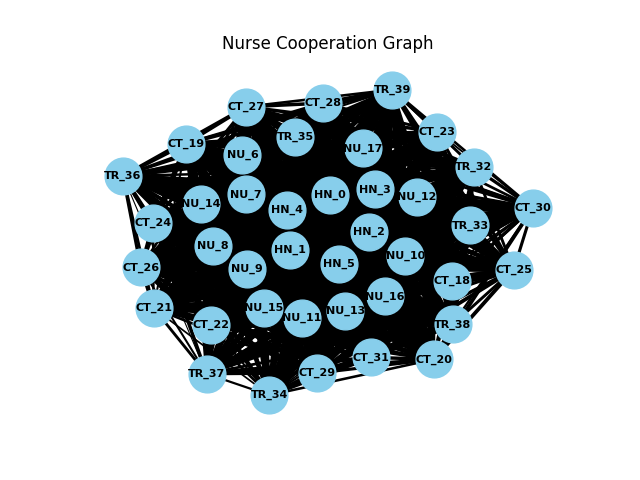 Nurse Cooperation Graph
TR_39
CT_28
CT_27
CT_23
TR_35
CT_19
NU_17
NU_6
TR_32
TR_36
HN_3
NU_7
HN_0
NU_12
NU_14
CT_30
HN_4
CT_24
TR_33
HN_2
NU_8
HN_1
NU_10
HN_5
CT_26
NU_9
CT_25
CT_18
NU_16
CT_21
NU_15
NU_13
NU_11
CT_22
TR_38
CT_31
CT_20
CT_29
TR_37
TR_34